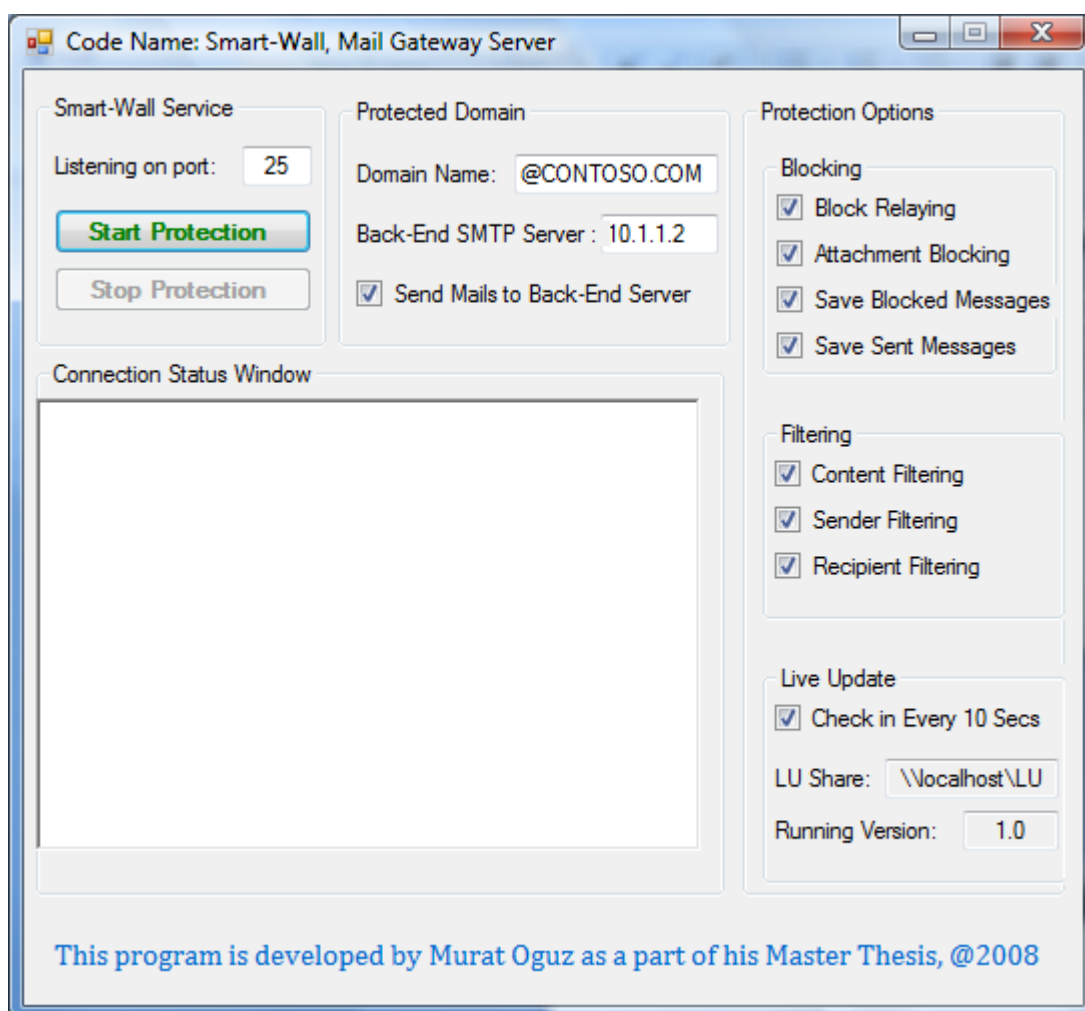 Code Name: Smart-Wall, Mail Gateway Server
Smart-Wall Service
Listening on port: 25
Start Protection
Stop Protection
Protected Domain
Domain Name: @CONTOSO.COM
Back-End SMTP Server : 10.1.1.2
Send Mails to Back-End Server
Connection Status Window
Protection Options
Blocking
Block Relaying
Attachment Blocking
Save Blocked Messages
Save Sent Messages
Filtering
Content Filtering
Sender Filtering
Recipient Filtering
Live Update
Check in Every 10 Secs
LU Share: \\localhost\LU
Running Version: 1.0
This program is developed by Murat Oguz as a part of his Master Thesis, @2008